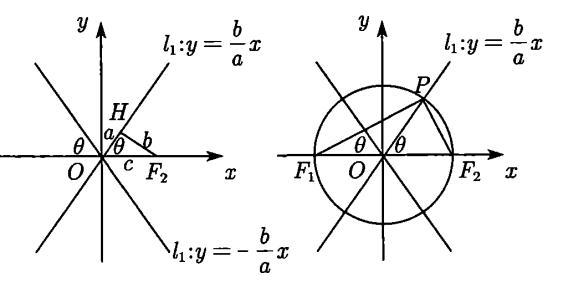 y
l₁:y = b/a x
H
a
b
θ
θ
c
O
F₂
x
l₁:y = - b/a x
y
l₁:y = b/a x
P
θ
θ
F₁
O
F₂
x